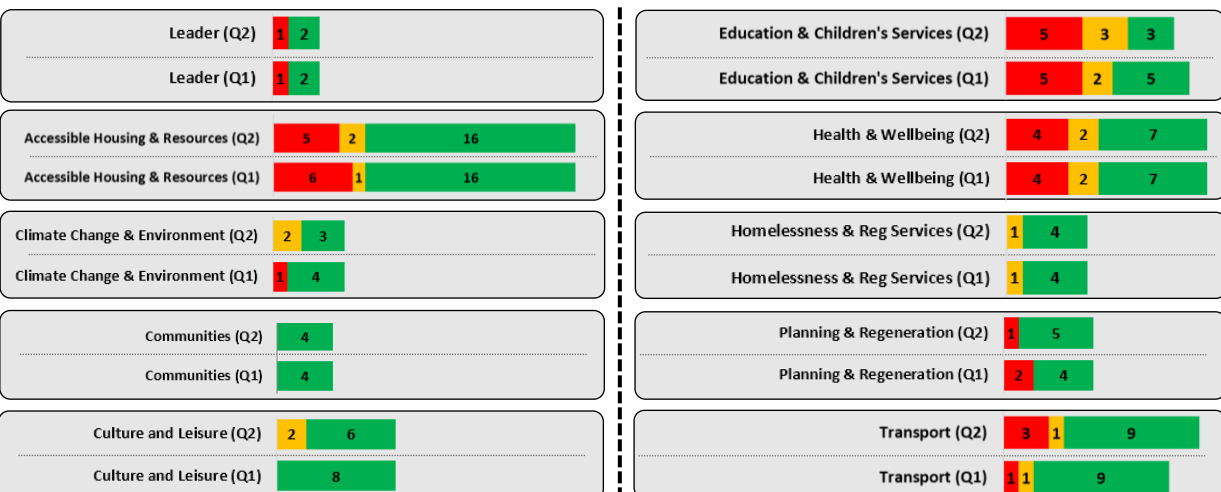 Leader (Q2) 1 2
Leader (Q1) 1 2
Accessible Housing & Resources (Q2) 5 2 16
Accessible Housing & Resources (Q1) 6 1 16
Climate Change & Environment (Q2) 2 3
Climate Change & Environment (Q1) 1 4
Communities (Q2) 4
Communities (Q1) 4
Culture and Leisure (Q2) 2 6
Culture and Leisure (Q1) 8
Education & Children's Services (Q2) 5 3 3
Education & Children's Services (Q1) 5 2 5
Health & Wellbeing (Q2) 4 2 7
Health & Wellbeing (Q1) 4 2 7
Homelessness & Reg Services (Q2) 1 4
Homelessness & Reg Services (Q1) 1 4
Planning & Regeneration (Q2) 1 5
Planning & Regeneration (Q1) 2 4
Transport (Q2) 3 1 9
Transport (Q1) 1 1 9